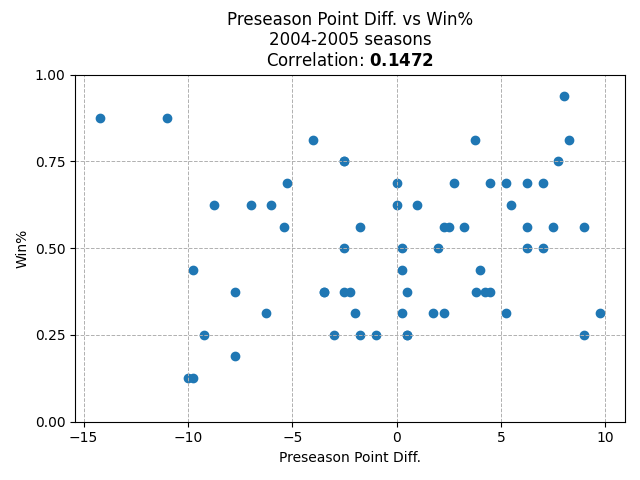 Preseason Point Diff. vs Win%
2004-2005 seasons
Correlation: 0.1472
1.00
0.75
0.50
0.25
0.00
Win%
−15
−10
−5
0
5
10
Preseason Point Diff.